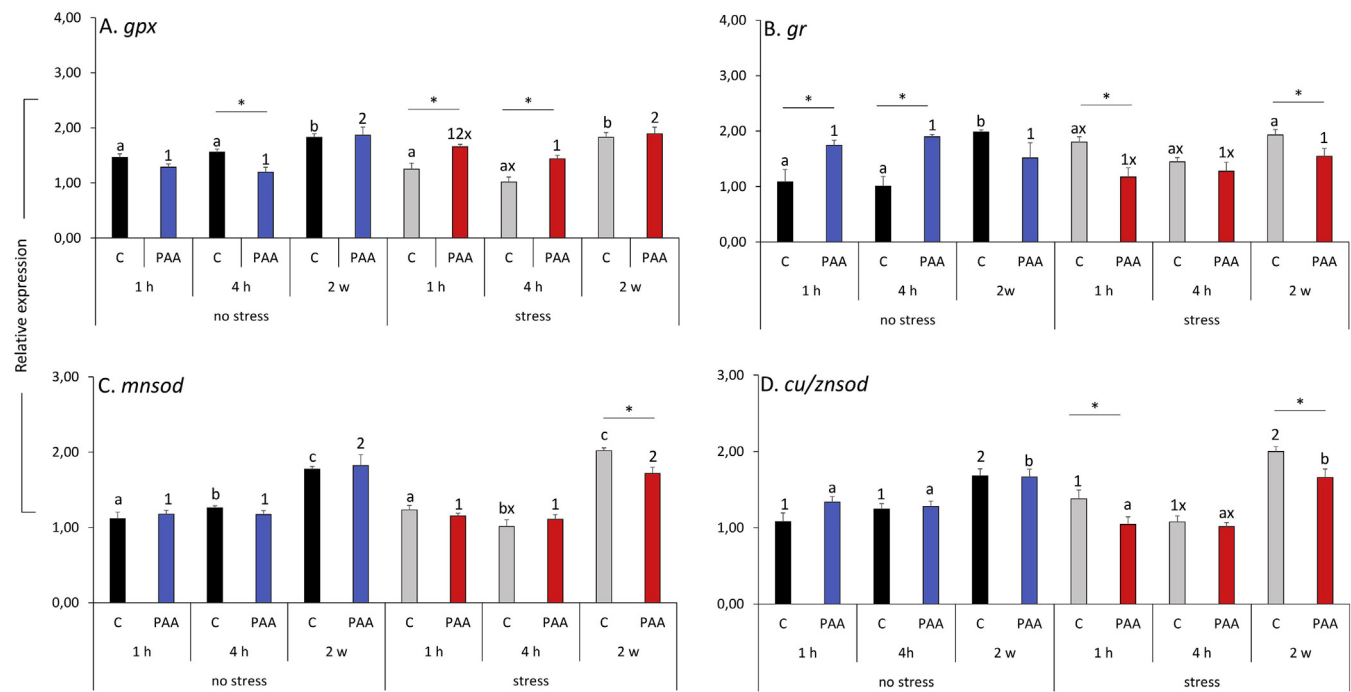 Relative expression
A. gpx
4,00
3,00
2,00
1,00
0,00
a 1 a 1 b 2 a 12x ax 1 b 2
* * *
C PAA C PAA C PAA C PAA C PAA C PAA
1 h 4 h 2 w 1 h 4 h 2 w
no stress stress
B. gr
4,00
3,00
2,00
1,00
0,00
* * * *
a 1 a 1 b 1 ax 1x a 1x a 1
C PAA C PAA C PAA C PAA C PAA C PAA
1 h 4 h 2w 1 h 4 h 2 w
no stress stress
C. mnsod
3,00
2,00
1,00
0,00
*
a 1 b 1 c 2 a 1 bx 1 c 2
C PAA C PAA C PAA C PAA C PAA C PAA
1 h 4 h 2 w 1 h 4 h 2 w
no stress stress
D. cu/znsod
3,00
2,00
1,00
0,00
* *
1 a 1 a 2 b 1 a 1x ax 2 b
C PAA C PAA C PAA C PAA C PAA C PAA
1 h 4h 2 w 1 h 4 h 2 w
no stress stress